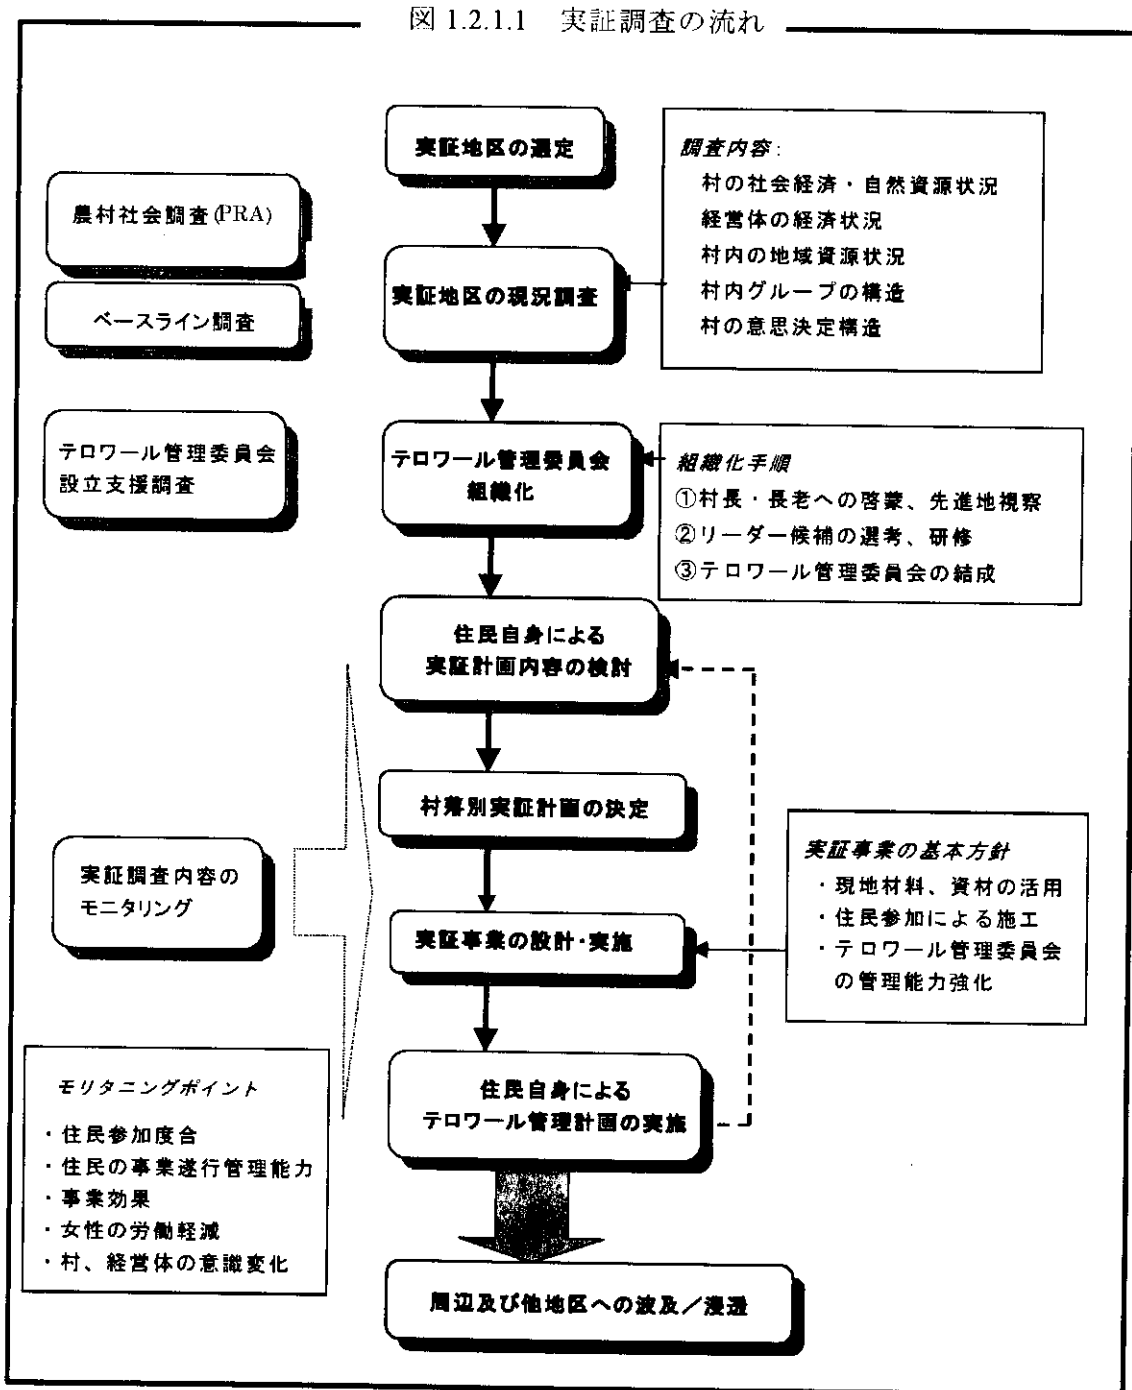 図 1.2.1.1 実証調査の流れ
実証地区の選定
調査内容:
村の社会経済・自然資源状況
経営体の経済状況
村内の地域資源状況
村内グループの構造
村の意思決定構造
農村社会調査(PRA)
実証地区の現況調査
ベースライン調査
テロワール管理委員会
設立支援調査
テロワール管理委員会
組織化
組織化手順
①村長・長老への啓蒙、先進地視察
②リーダー候補の選考、研修
③テロワール管理委員会の結成
住民自身による
実証計画内容の検討
村落別実証計画の決定
実証調査内容の
モニタリング
実証事業の設計・実施
実証事業の基本方針
・現地材料、資材の活用
・住民参加による施工
・テロワール管理委員会
の管理能力強化
モリタニングポイント
・住民参加度合
・住民の事業遂行管理能力
・事業効果
・女性の労働軽減
・村、経営体の意識変化
住民自身による
テロワール管理計画の実施
周辺及び他地区への波及／浸透